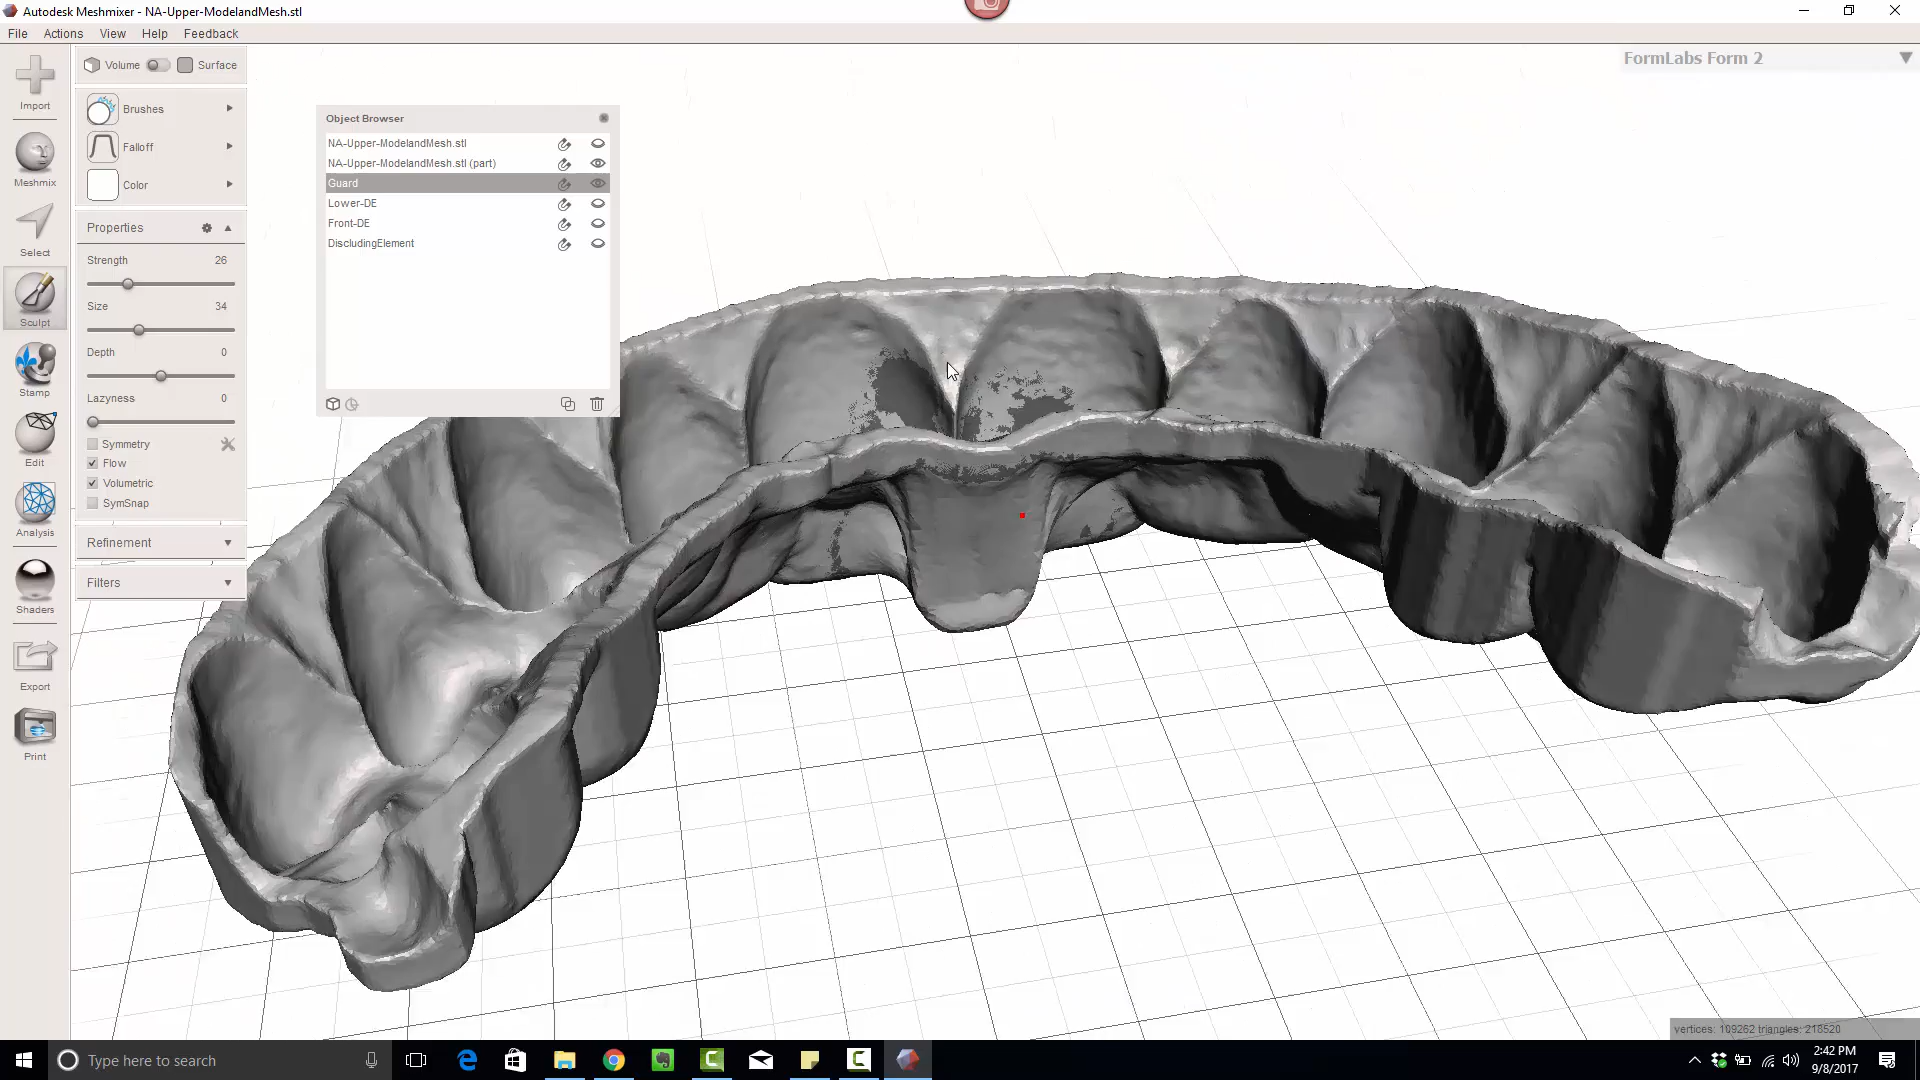 Autodesk Meshmixer - NA-Upper-ModelandMesh.stl
File Actions View Help Feedback
Volume Surface
FormLabs Form 2
Import
Brushes
Falloff
Color
Meshmix
Properties
Select
Strength 26
Size 34
Sculpt
Depth 0
Stamp
Lazyness 0
Symmetry
Flow
Edit
Volumetric
SymSnap
Analysis
Refinement
Filters
Shaders
Export
Print
Object Browser
NA-Upper-ModelandMesh.stl
NA-Upper-ModelandMesh.stl (part)
Guard
Lower-DE
Front-DE
DiscludingElement
vertices: 109262 triangles: 218520
Type here to search
2:42 PM
9/8/2017